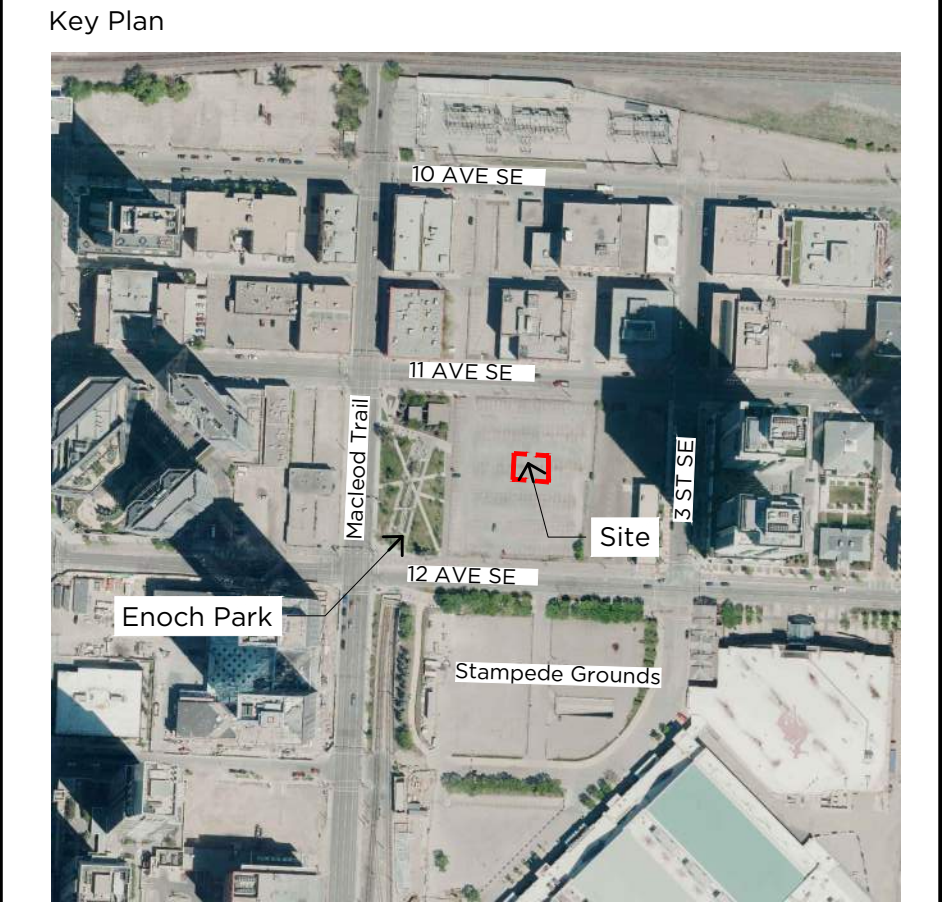 Key Plan
10 AVE SE
11 AVE SE
Macleod Trail
3 ST SE
Site
12 AVE SE
Enoch Park
Stampede Grounds